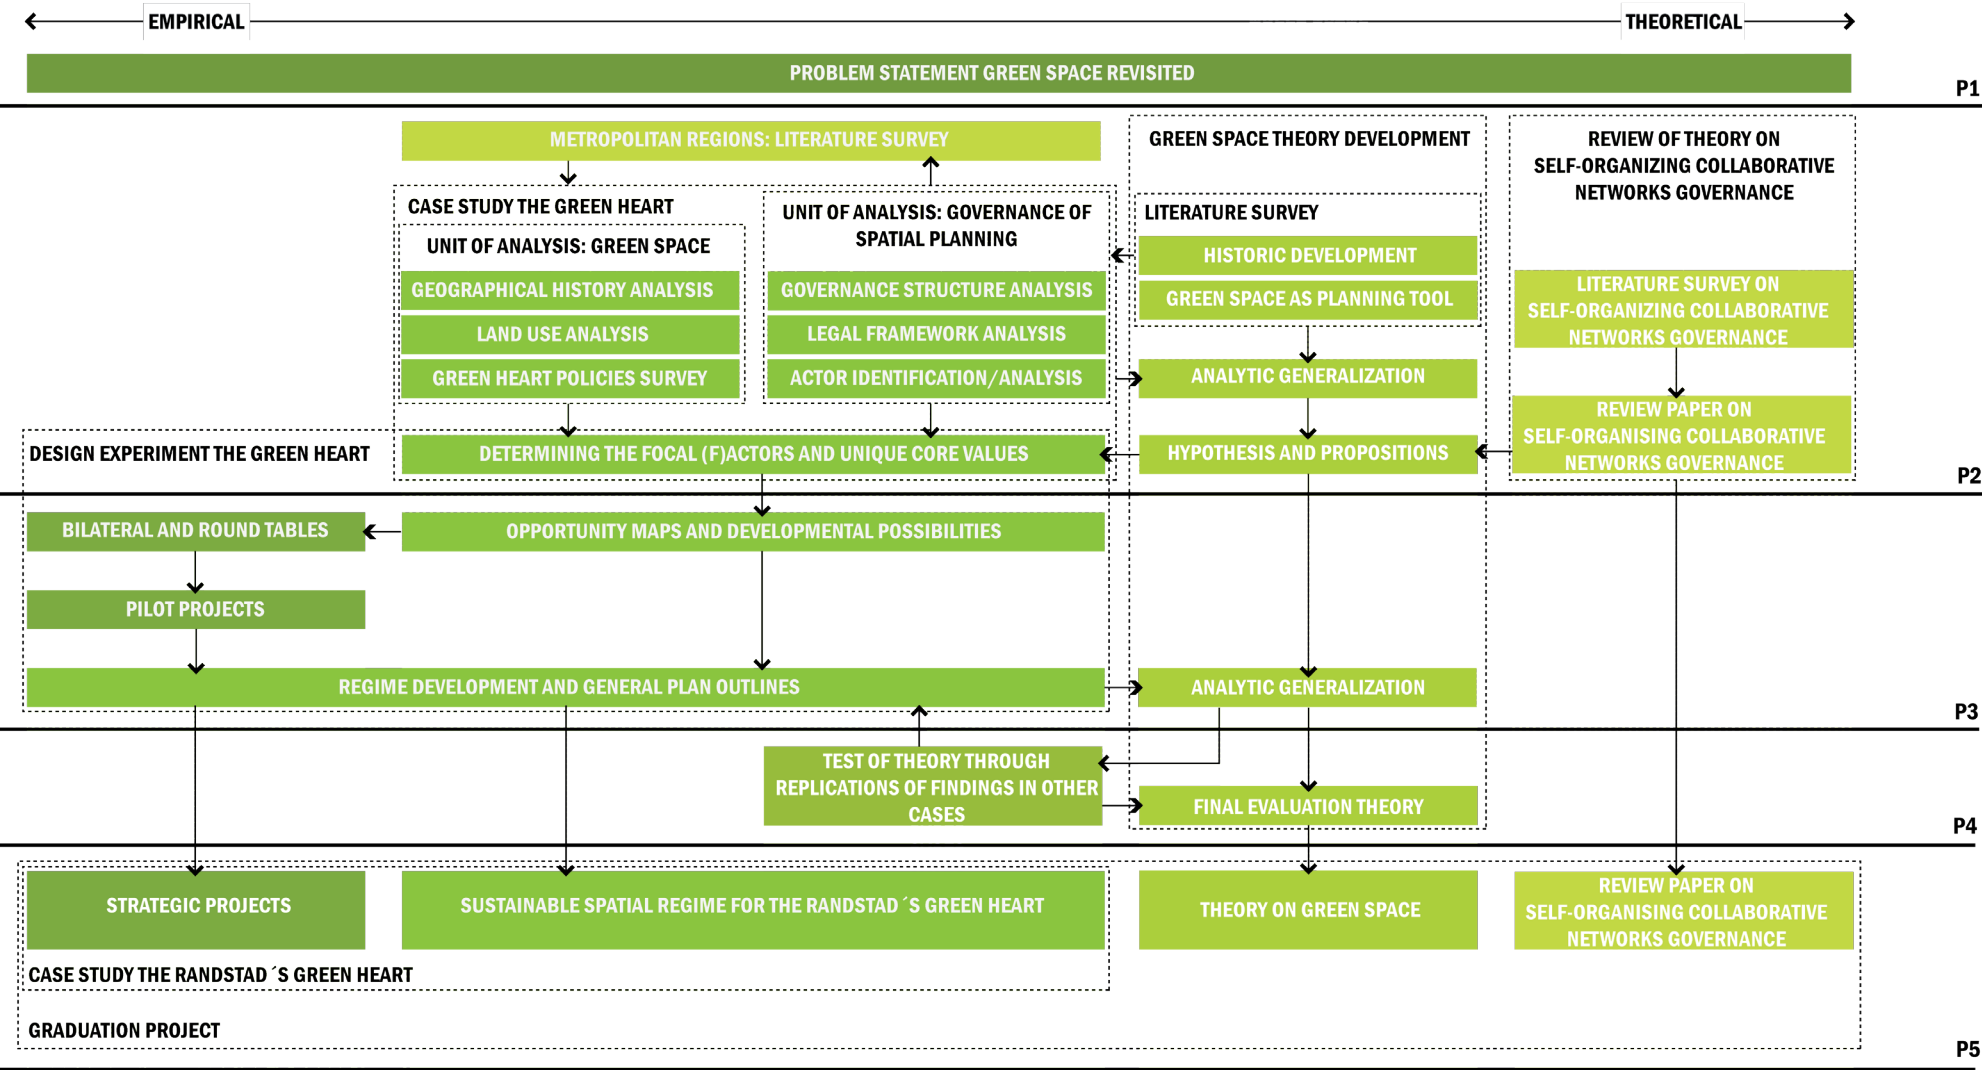 EMPIRICAL
THEORETICAL
PROBLEM STATEMENT GREEN SPACE REVISITED
P1
METROPOLITAN REGIONS: LITERATURE SURVEY
CASE STUDY THE GREEN HEART
UNIT OF ANALYSIS: GREEN SPACE
GEOGRAPHICAL HISTORY ANALYSIS
LAND USE ANALYSIS
GREEN HEART POLICIES SURVEY
UNIT OF ANALYSIS: GOVERNANCE OF
SPATIAL PLANNING
GOVERNANCE STRUCTURE ANALYSIS
LEGAL FRAMEWORK ANALYSIS
ACTOR IDENTIFICATION/ANALYSIS
GREEN SPACE THEORY DEVELOPMENT
LITERATURE SURVEY
HISTORIC DEVELOPMENT
GREEN SPACE AS PLANNING TOOL
ANALYTIC GENERALIZATION
HYPOTHESIS AND PROPOSITIONS
REVIEW OF THEORY ON
SELF-ORGANIZING COLLABORATIVE
NETWORKS GOVERNANCE
LITERATURE SURVEY ON
SELF-ORGANIZING COLLABORATIVE
NETWORKS GOVERNANCE
REVIEW PAPER ON
SELF-ORGANISING COLLABORATIVE
NETWORKS GOVERNANCE
DESIGN EXPERIMENT THE GREEN HEART
DETERMINING THE FOCAL (F)ACTORS AND UNIQUE CORE VALUES
P2
BILATERAL AND ROUND TABLES
OPPORTUNITY MAPS AND DEVELOPMENTAL POSSIBILITIES
PILOT PROJECTS
REGIME DEVELOPMENT AND GENERAL PLAN OUTLINES
ANALYTIC GENERALIZATION
P3
TEST OF THEORY THROUGH
REPLICATIONS OF FINDINGS IN OTHER
CASES
FINAL EVALUATION THEORY
P4
STRATEGIC PROJECTS
SUSTAINABLE SPATIAL REGIME FOR THE RANDSTAD ´S GREEN HEART
THEORY ON GREEN SPACE
REVIEW PAPER ON
SELF-ORGANISING COLLABORATIVE
NETWORKS GOVERNANCE
CASE STUDY THE RANDSTAD ´S GREEN HEART
GRADUATION PROJECT
P5